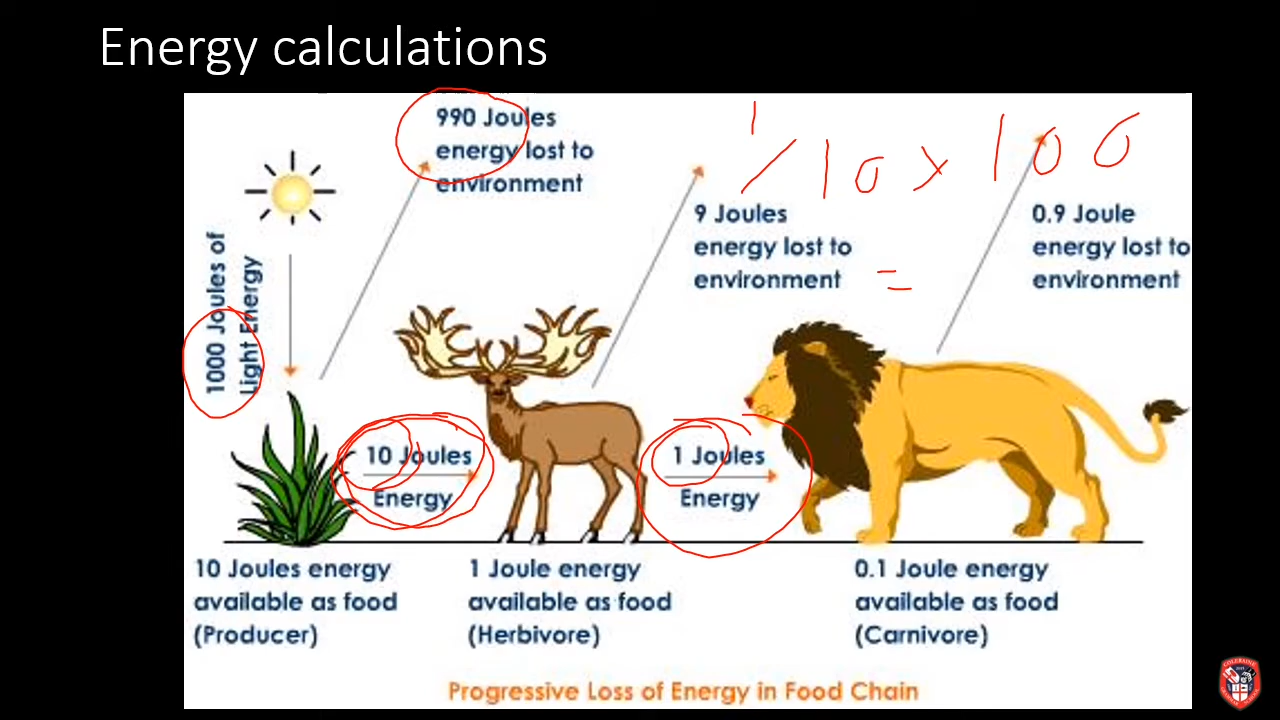 Energy calculations
990 Joules
energy lost to
environment
1/10 x 100
=
9 Joules
energy lost to
environment
0.9 Joule
energy lost to
environment
1000 Joules of
Light Energy
10 Joules
Energy
1 Joules
Energy
10 Joules energy
available as food
(Producer)
1 Joule energy
available as food
(Herbivore)
0.1 Joule energy
available as food
(Carnivore)
Progressive Loss of Energy in Food Chain